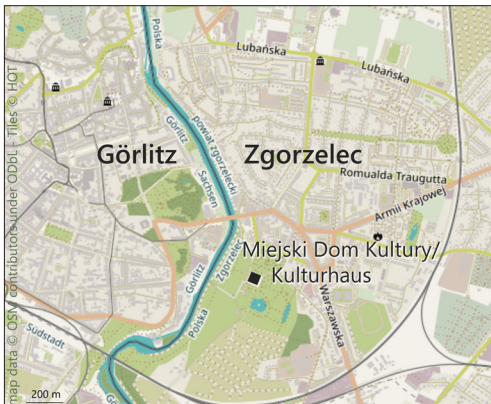 Polska
Lubańska
Lubańska
Görlitz
powiat zgorzelecki
Görlitz
Zgorzelec
Sachsen
Romualda Traugutta
Armii Krajowej
Zgorzelec
Miejski Dom Kultury/
Kulturhaus
Görlitz
Polska
Warszawska
Südstadt
200 m
map data © OSM contributors under ODbL | Tiles © HOT